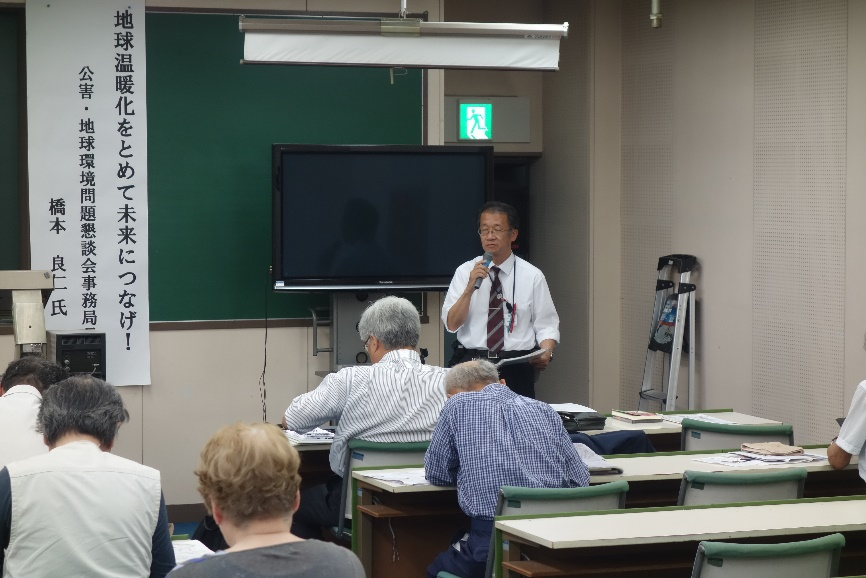 地球温暖化をとめて未来につなげ！
公害・地球環境問題懇談会事務局
橋本　良仁氏
Panasonic